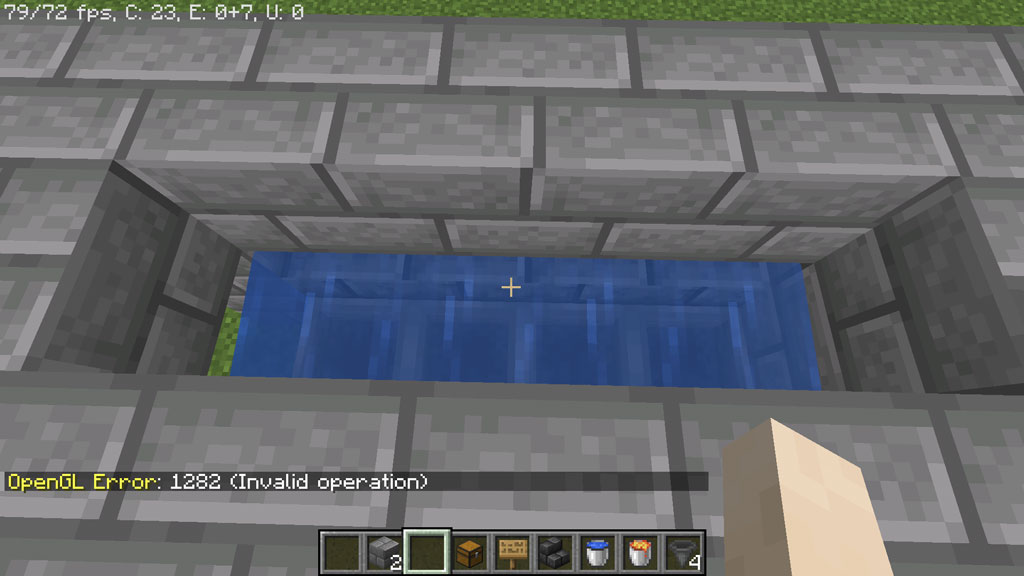 79/72 fps, C: 23, E: 0+7, U: 0
OpenGL Error: 1282 (Invalid operation)
2
4